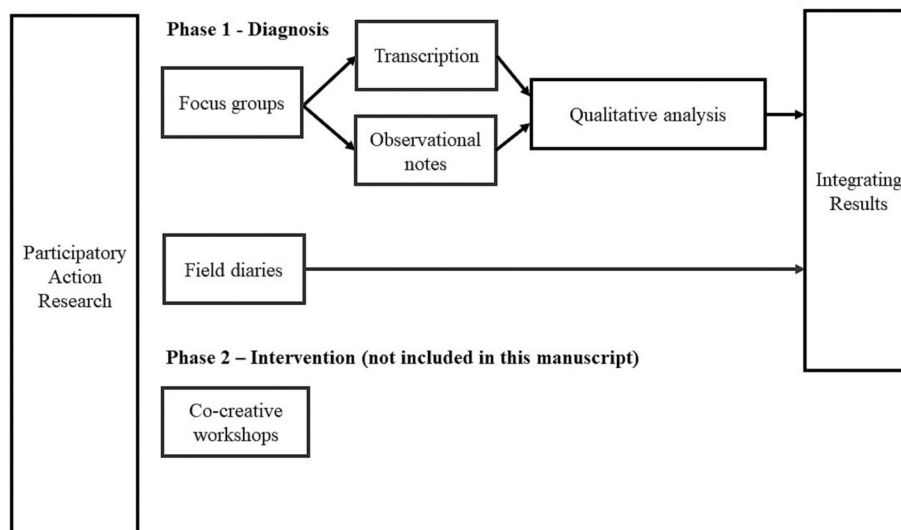 Phase 1 - Diagnosis
Transcription
Focus groups
Qualitative analysis
Observational
notes
Integrating
Results
Participatory
Action
Research
Field diaries
Phase 2 – Intervention (not included in this manuscript)
Co-creative
workshops